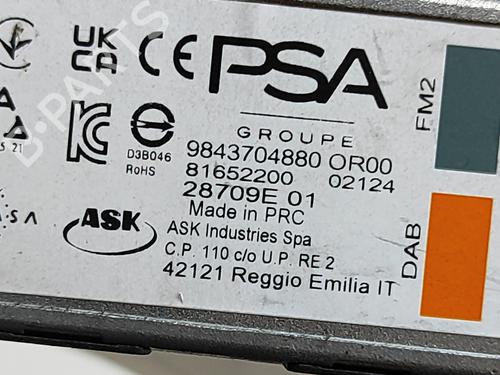 UK
CA
CE
PSA
GROUPE
FM2
D3B046
RoHS
9843704880 OR00
81652200 02124
28709E 01
Made in PRC
ASK
ASK Industries Spa
C.P. 110 c/o U.P. RE 2
42121 Reggio Emilia IT
DAB
B-PARTS